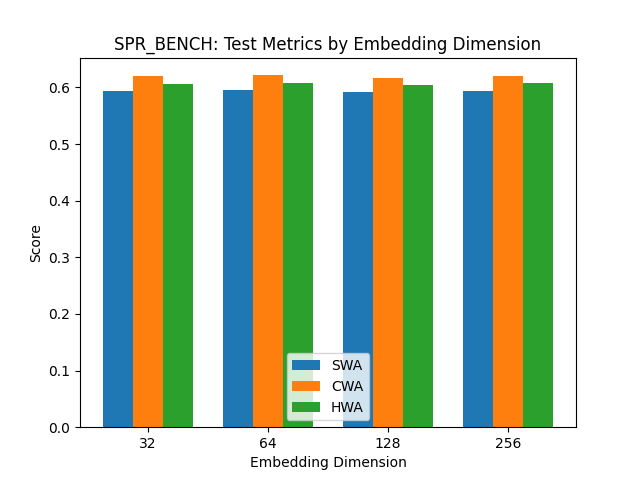 SPR_BENCH: Test Metrics by Embedding Dimension
Score
0.6
0.5
0.4
0.3
0.2
0.1
0.0
SWA
CWA
HWA
32 64 128 256
Embedding Dimension